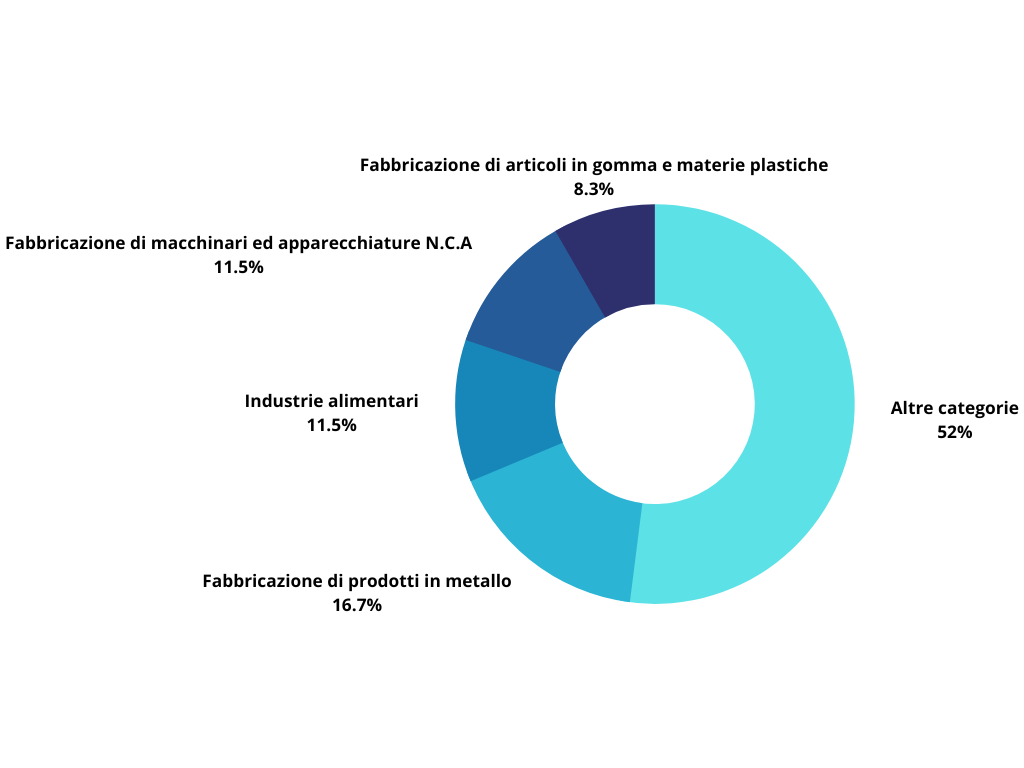 Fabbricazione di articoli in gomma e materie plastiche
8.3%
Fabbricazione di macchinari ed apparecchiature N.C.A
11.5%
Industrie alimentari
11.5%
Altre categorie
52%
Fabbricazione di prodotti in metallo
16.7%